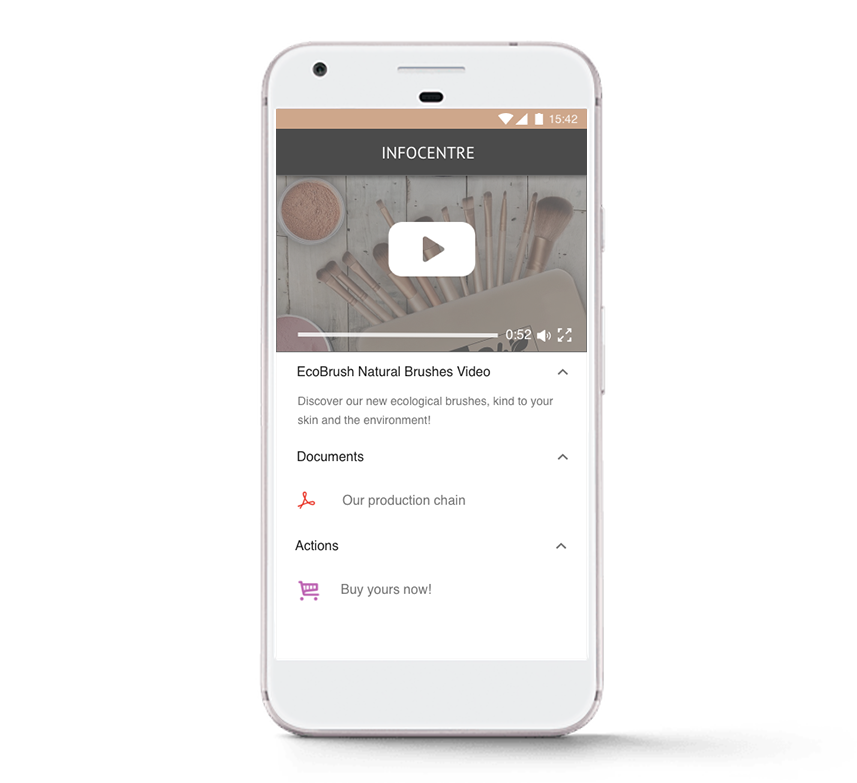 15:42
INFOCENTRE
0:52
EcoBrush Natural Brushes Video
Discover our new ecological brushes, kind to your
skin and the environment!
Documents
Our production chain
Actions
Buy yours now!